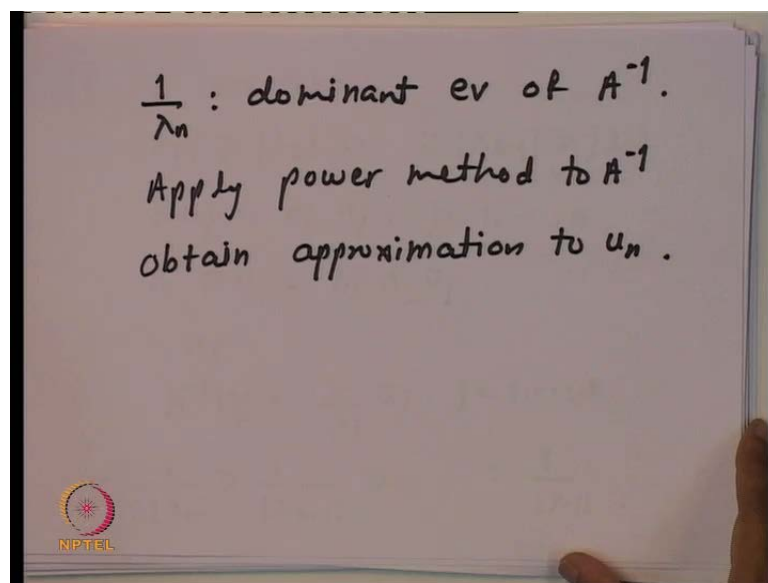 1/λn : dominant ev of A⁻¹.
Apply power method to A⁻¹
obtain approximation to un .
NPTEL